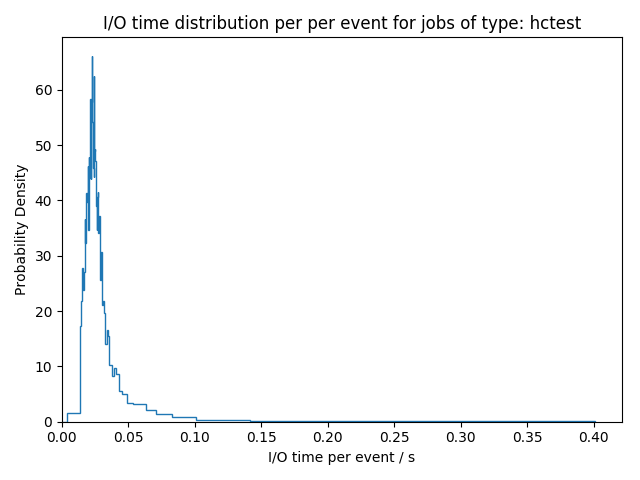 I/O time distribution per per event for jobs of type: hctest
Probability Density
60
50
40
30
20
10
0
0.00 0.05 0.10 0.15 0.20 0.25 0.30 0.35 0.40
I/O time per event / s